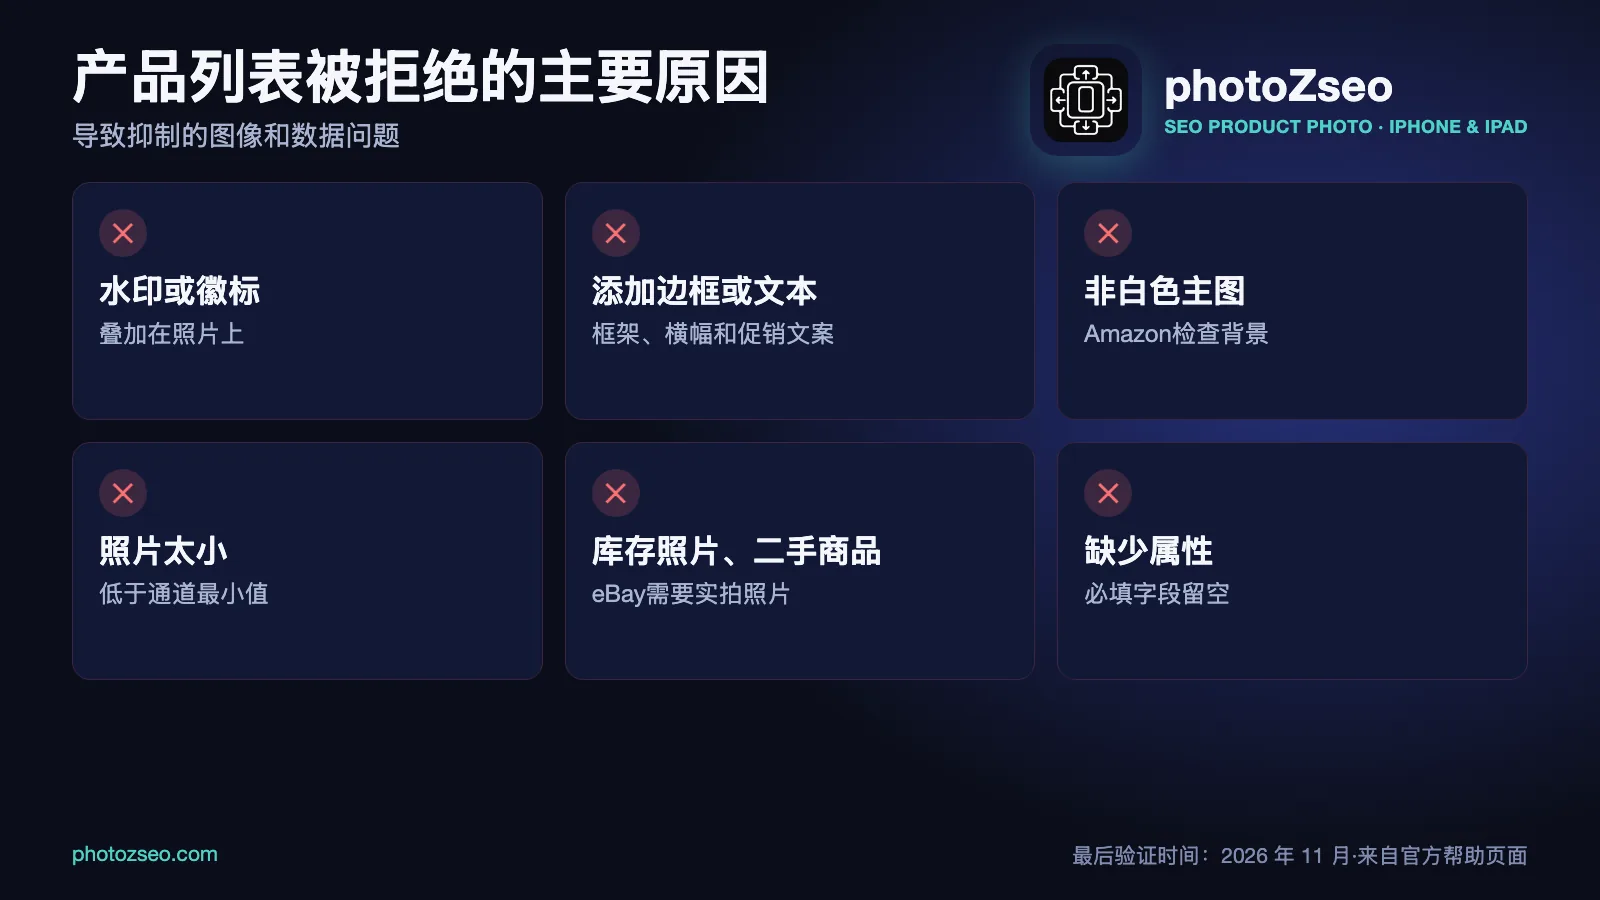 产品列表被拒绝的主要原因
导致抑制的图像和数据问题
photoZseo
SEO PRODUCT PHOTO · IPHONE & IPAD
水印或徽标
叠加在照片上
添加边框或文本
框架、横幅和促销文案
非白色主图
Amazon检查背景
照片太小
低于通道最小值
库存照片、二手商品
eBay需要实拍照片
缺少属性
必填字段留空
photozseo.com
最后验证时间：2026 年 11 月·来自官方帮助页面